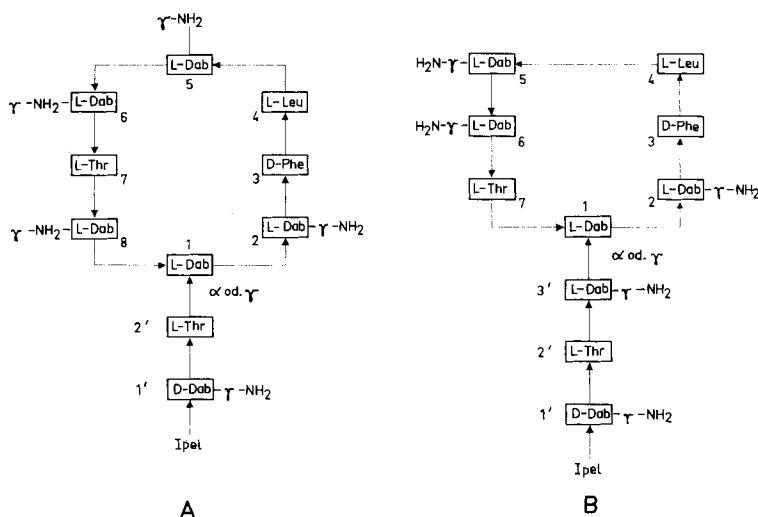 γ-NH2
L-Dab
5
L-Dab
γ-NH2
6
L-Leu
4
L-Thr
7
D-Phe
3
γ-NH2
L-Dab
8
L-Dab
γ-NH2
2
1
L-Dab
α od. γ
2'
L-Thr
1'
D-Dab
γ-NH2
Ipel
A
H2N-γ
L-Dab
5
L-Leu
4
H2N-γ
L-Dab
6
D-Phe
3
L-Thr
7
L-Dab
γ-NH2
2
1
L-Dab
α od. γ
3'
L-Dab
γ-NH2
2'
L-Thr
1'
D-Dab
γ-NH2
Ipel
B